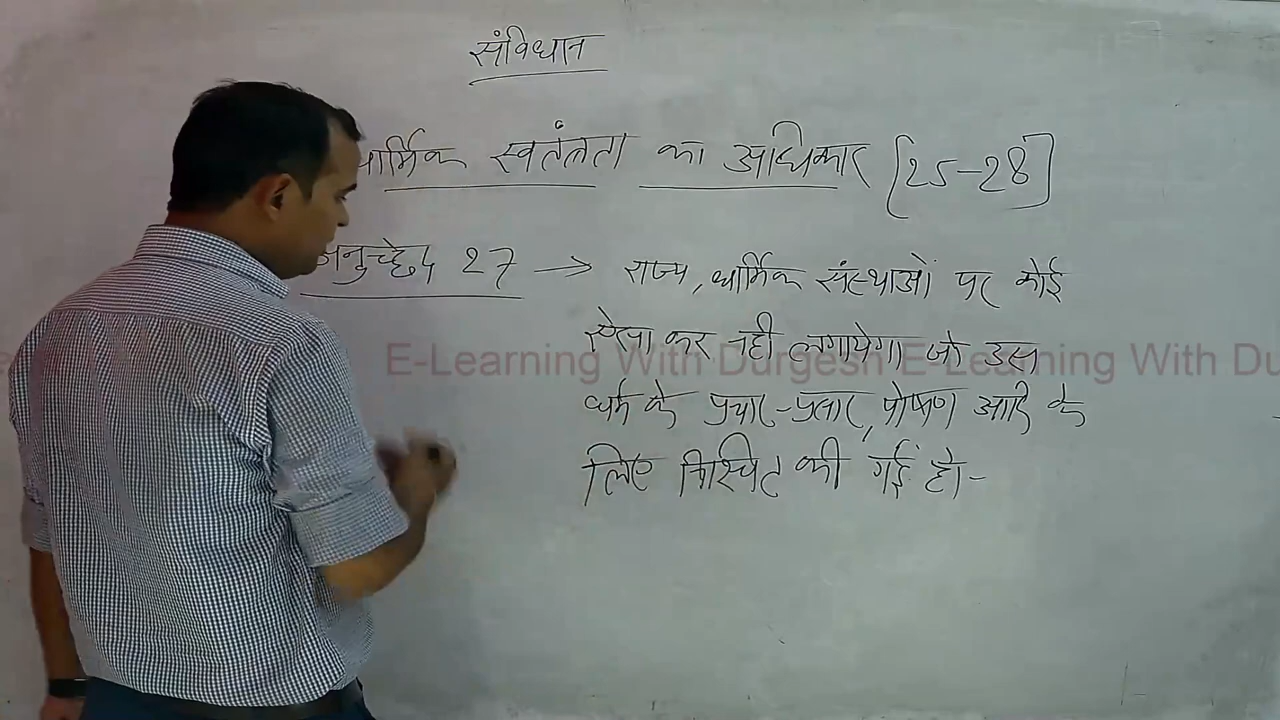 संविधान
धार्मिक स्वतंत्रता का अधिकार [25-28]
अनुच्छेद 27 → राज्य, धार्मिक संस्थाओं पर कोई
ऐसा कर नही लगायेगा जो उस
E-Learning With Durgesh E-Learning With Du
धर्म के प्रचार-प्रसार, पोषण आदि के
लिए निश्चित की गई हो-